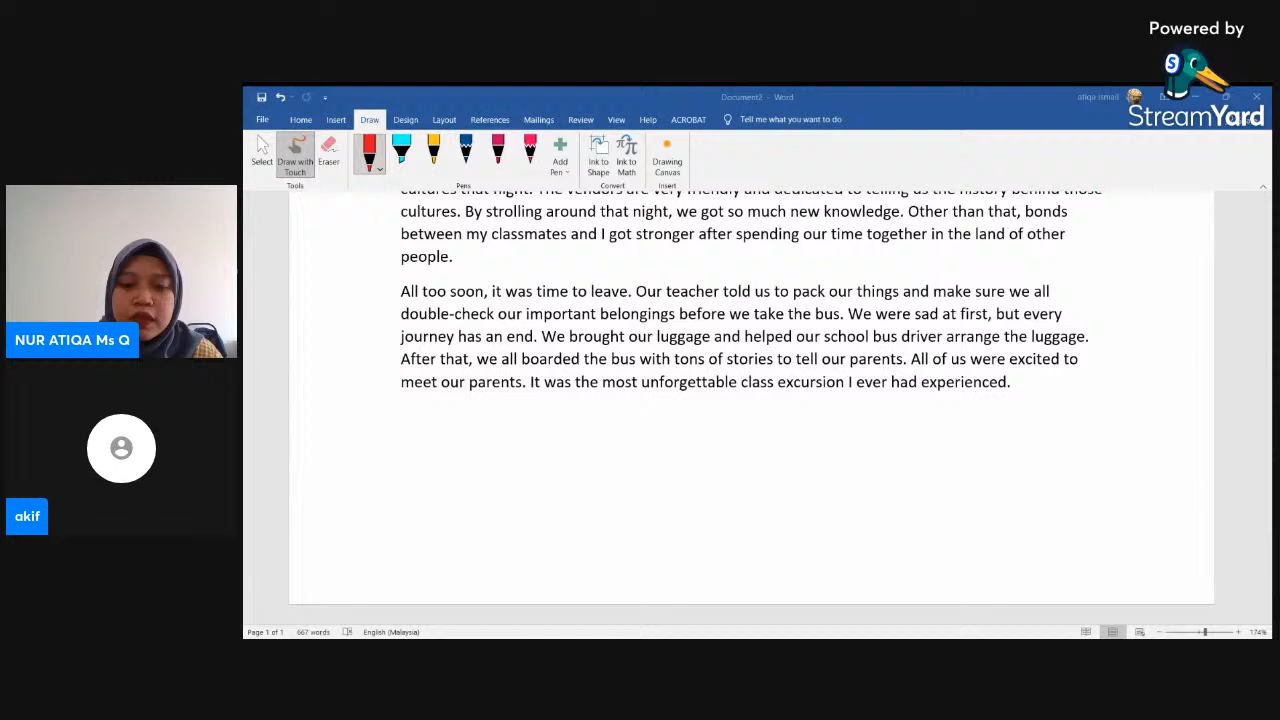 Powered by
StreamYard
Document2 - Word
atiqa ismail
File Home Insert Draw Design Layout References Mailings Review View Help ACROBAT Tell me what you want to do
Select
Draw with Touch
Eraser
Add Pen
Ink to Shape
Ink to Math
Drawing Canvas
Tools
Pens
Convert
Insert
cultures that night. The vendors are very friendly and dedicated to telling us the history behind those
cultures. By strolling around that night, we got so much new knowledge. Other than that, bonds
between my classmates and I got stronger after spending our time together in the land of other
people.
All too soon, it was time to leave. Our teacher told us to pack our things and make sure we all
double-check our important belongings before we take the bus. We were sad at first, but every
journey has an end. We brought our luggage and helped our school bus driver arrange the luggage.
After that, we all boarded the bus with tons of stories to tell our parents. All of us were excited to
meet our parents. It was the most unforgettable class excursion I ever had experienced.
NUR ATIQA Ms Q
akif
Page 1 of 1 667 words English (Malaysia) 174%